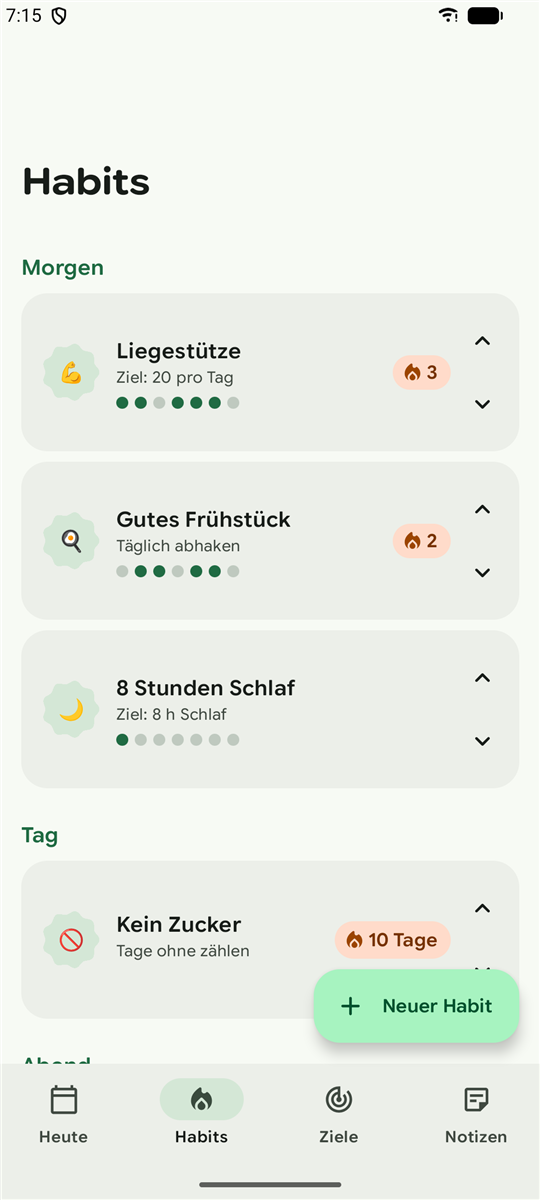 7:15
Habits
Morgen
Liegestütze
Ziel: 20 pro Tag
3
Gutes Frühstück
Täglich abhaken
2
8 Stunden Schlaf
Ziel: 8 h Schlaf
Tag
Kein Zucker
Tage ohne zählen
10 Tage
Neuer Habit
Abend
Heute
Habits
Ziele
Notizen